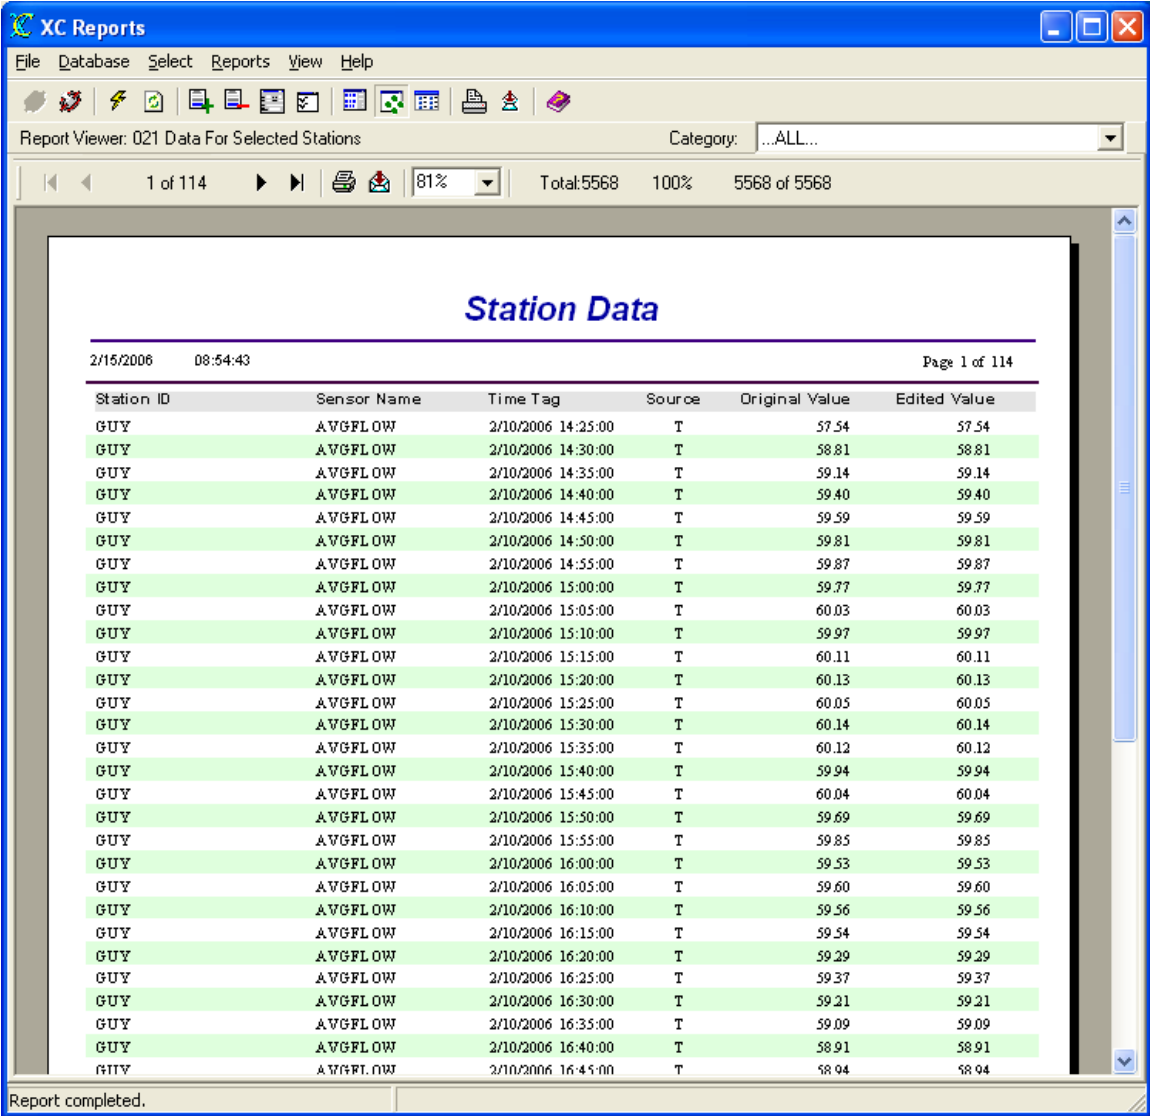 XC Reports
File Database Select Reports View Help
Report Viewer: 021 Data For Selected Stations Category: ...ALL...
1 of 114 81% Total:5568 100% 5568 of 5568
Station Data
2/15/2006 08:54:43 Page 1 of 114
Station ID Sensor Name Time Tag Source Original Value Edited Value
GUY AVGFLOW 2/10/2006 14:25:00 T 57.54 57.54
GUY AVGFLOW 2/10/2006 14:30:00 T 58.81 58.81
GUY AVGFLOW 2/10/2006 14:35:00 T 59.14 59.14
GUY AVGFLOW 2/10/2006 14:40:00 T 59.40 59.40
GUY AVGFLOW 2/10/2006 14:45:00 T 59.59 59.59
GUY AVGFLOW 2/10/2006 14:50:00 T 59.81 59.81
GUY AVGFLOW 2/10/2006 14:55:00 T 59.87 59.87
GUY AVGFLOW 2/10/2006 15:00:00 T 59.77 59.77
GUY AVGFLOW 2/10/2006 15:05:00 T 60.03 60.03
GUY AVGFLOW 2/10/2006 15:10:00 T 59.97 59.97
GUY AVGFLOW 2/10/2006 15:15:00 T 60.11 60.11
GUY AVGFLOW 2/10/2006 15:20:00 T 60.13 60.13
GUY AVGFLOW 2/10/2006 15:25:00 T 60.05 60.05
GUY AVGFLOW 2/10/2006 15:30:00 T 60.14 60.14
GUY AVGFLOW 2/10/2006 15:35:00 T 60.12 60.12
GUY AVGFLOW 2/10/2006 15:40:00 T 59.94 59.94
GUY AVGFLOW 2/10/2006 15:45:00 T 60.04 60.04
GUY AVGFLOW 2/10/2006 15:50:00 T 59.69 59.69
GUY AVGFLOW 2/10/2006 15:55:00 T 59.85 59.85
GUY AVGFLOW 2/10/2006 16:00:00 T 59.53 59.53
GUY AVGFLOW 2/10/2006 16:05:00 T 59.60 59.60
GUY AVGFLOW 2/10/2006 16:10:00 T 59.56 59.56
GUY AVGFLOW 2/10/2006 16:15:00 T 59.54 59.54
GUY AVGFLOW 2/10/2006 16:20:00 T 59.29 59.29
GUY AVGFLOW 2/10/2006 16:25:00 T 59.37 59.37
GUY AVGFLOW 2/10/2006 16:30:00 T 59.21 59.21
GUY AVGFLOW 2/10/2006 16:35:00 T 59.09 59.09
GUY AVGFLOW 2/10/2006 16:40:00 T 58.91 58.91
GUY AVGFLOW 2/10/2006 16:45:00 T 58.94 58.94
Report completed.